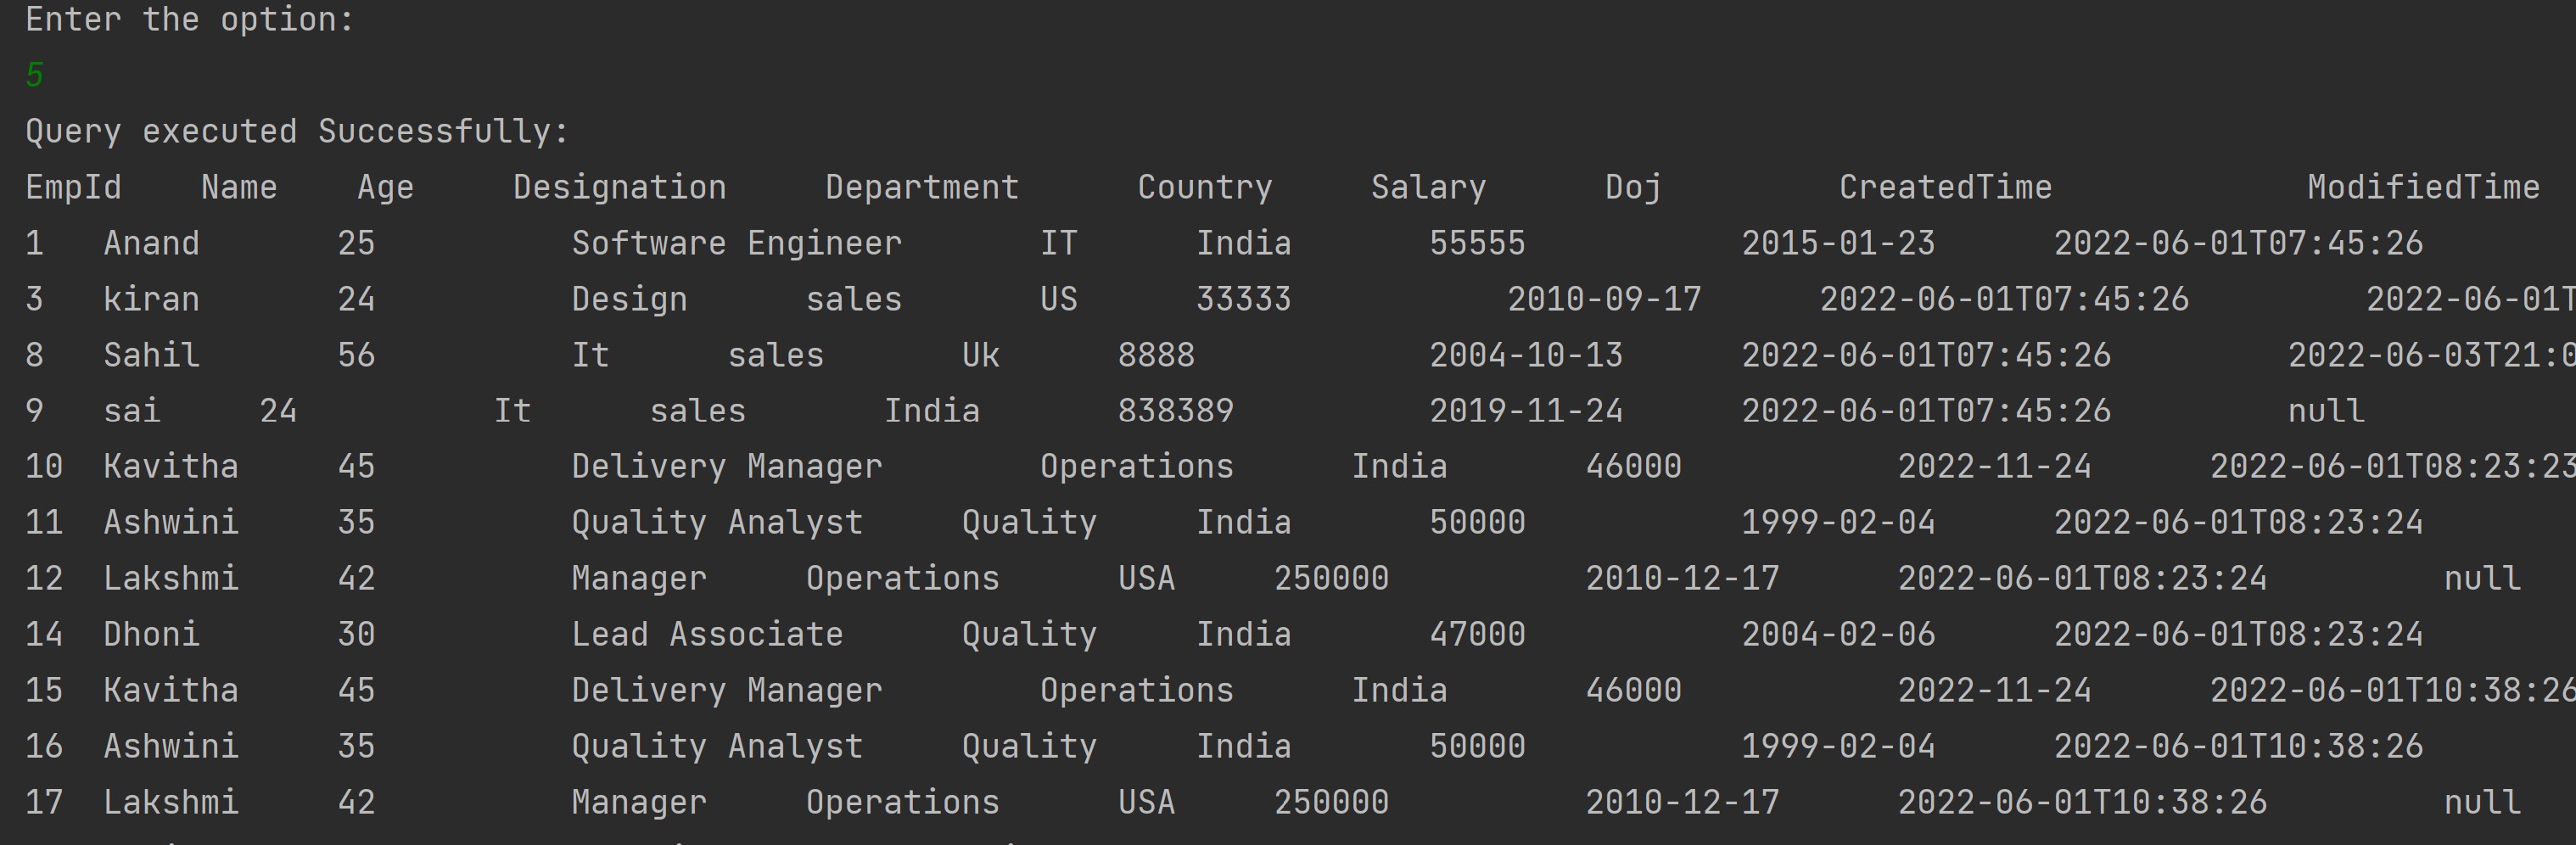 Enter the option:
5
Query executed Successfully:
EmpId Name Age Designation Department Country Salary Doj CreatedTime ModifiedTime
1 Anand 25 Software Engineer IT India 55555 2015-01-23 2022-06-01T07:45:26
3 kiran 24 Design sales US 33333 2010-09-17 2022-06-01T07:45:26 2022-06-01T
8 Sahil 56 It sales Uk 8888 2004-10-13 2022-06-01T07:45:26 2022-06-03T21:0
9 sai 24 It sales India 838389 2019-11-24 2022-06-01T07:45:26 null
10 Kavitha 45 Delivery Manager Operations India 46000 2022-11-24 2022-06-01T08:23:23
11 Ashwini 35 Quality Analyst Quality India 50000 1999-02-04 2022-06-01T08:23:24
12 Lakshmi 42 Manager Operations USA 250000 2010-12-17 2022-06-01T08:23:24 null
14 Dhoni 30 Lead Associate Quality India 47000 2004-02-06 2022-06-01T08:23:24
15 Kavitha 45 Delivery Manager Operations India 46000 2022-11-24 2022-06-01T10:38:26
16 Ashwini 35 Quality Analyst Quality India 50000 1999-02-04 2022-06-01T10:38:26
17 Lakshmi 42 Manager Operations USA 250000 2010-12-17 2022-06-01T10:38:26 null